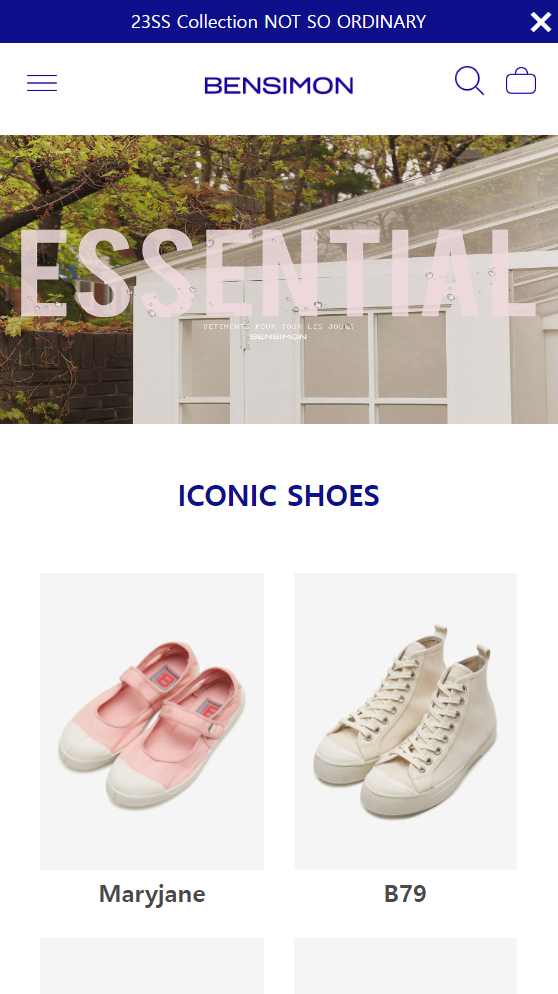 23SS Collection NOT SO ORDINARY
BENSIMON
ESSENTIAL
VETEMENTS POUR TOUS LES JOURS
BENSIMON
ICONIC SHOES
Maryjane
B79